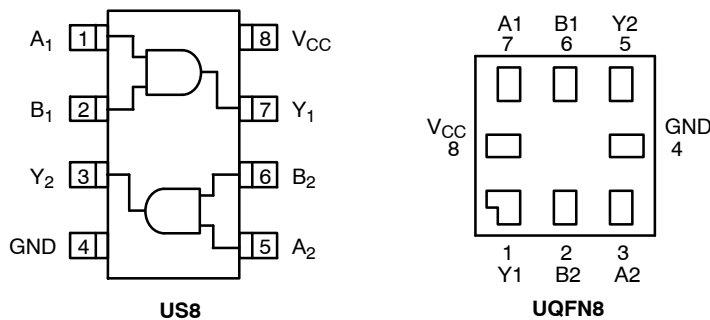 A1 1 8 VCC
B1 2 7 Y1
Y2 3 6 B2
GND 4 5 A2
US8
A1 B1 Y2
7 6 5
VCC GND
8 4
1 2 3
Y1 B2 A2
UQFN8